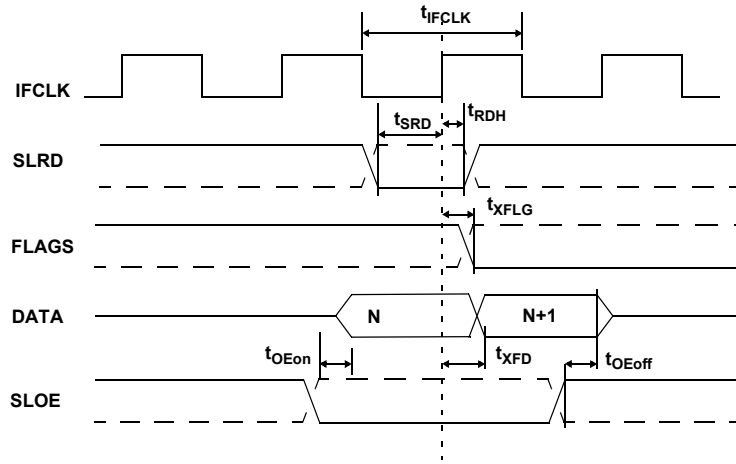 tIFCLK
IFCLK
tSRD
tRDH
SLRD
tXFLG
FLAGS
DATA
N
N+1
tOEon
tXFD
tOEoff
SLOE